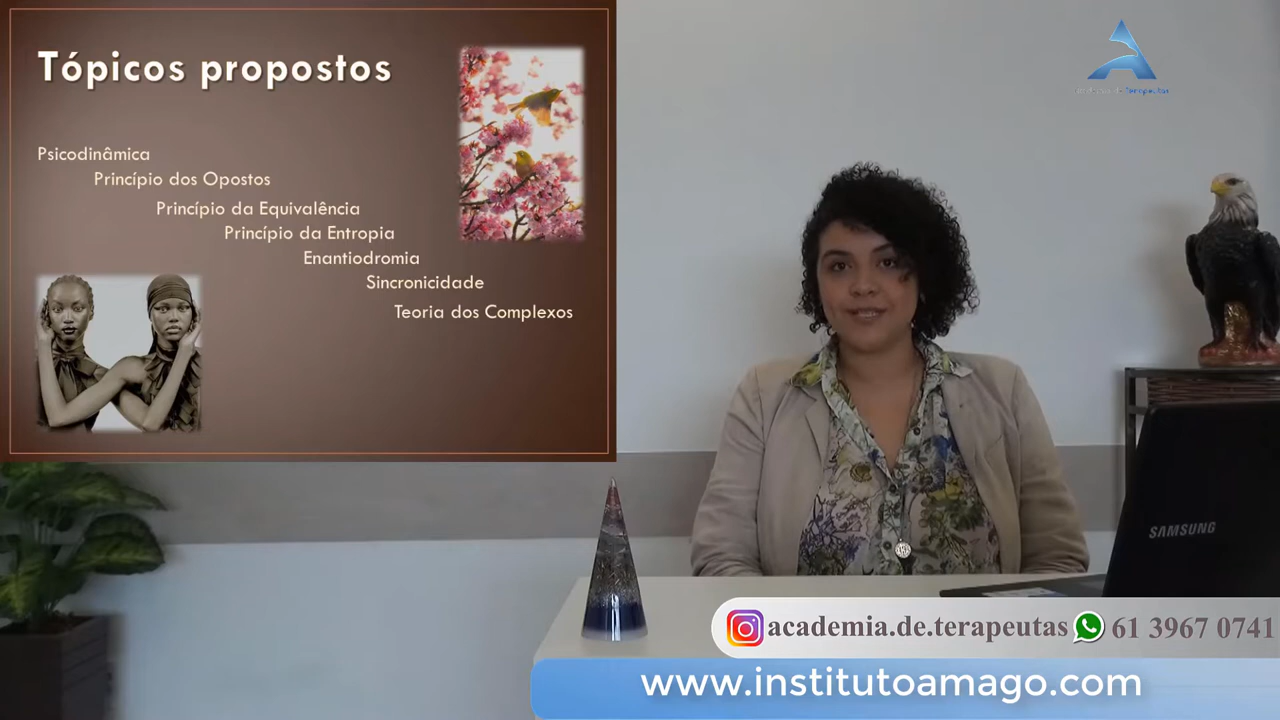 Tópicos propostos
Psicodinâmica
Princípio dos Opostos
Princípio da Equivalência
Princípio da Entropia
Enantiodromia
Sincronicidade
Teoria dos Complexos
Terapeutas
SAMSUNG
academia.de.terapeutas
61 3967 0741
www.institutoamago.com